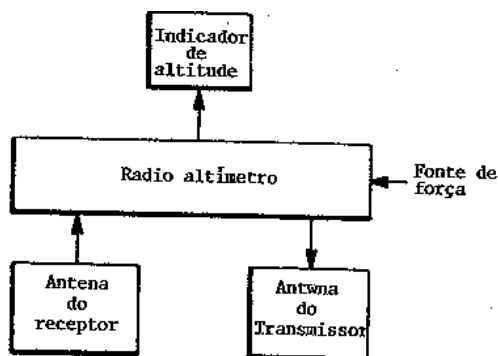 Indicador
de
altitude
Radio altímetro
Fonte de
força
Antena
do
receptor
Antwna
do
Transmissor